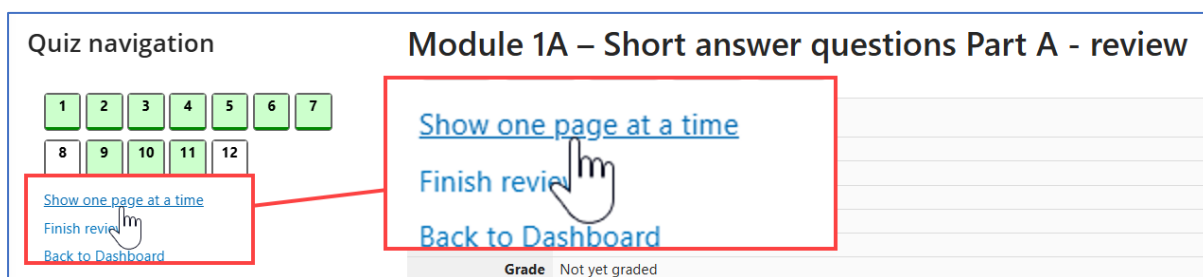 Quiz navigation
Module 1A – Short answer questions Part A - review
1 2 3 4 5 6 7
8 9 10 11 12
Show one page at a time
Finish review
Back to Dashboard
Show one page at a time
Finish review
Back to Dashboard
Grade Not yet graded